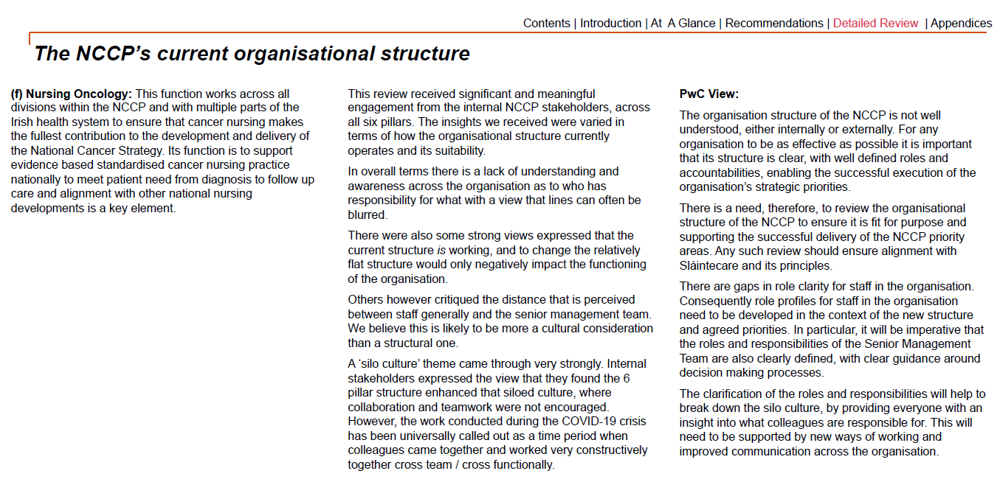 Contents | Introduction | At  A Glance | Recommendations | Detailed Review  | Appendices
The NCCP's current organisational structure
(f) Nursing Oncology: This function works across all
divisions within the NCCP and with multiple parts of the
Irish health system to ensure that cancer nursing makes
the fullest contribution to the development and delivery of
the National Cancer Strategy. Its function is to support
evidence based standardised cancer nursing practice
nationally to meet patient need from diagnosis to follow up
care and alignment with other national nursing
developments is a key element.
This review received significant and meaningful
engagement from the internal NCCP stakeholders, across
all six pillars. The insights we received were varied in
terms of how the organisational structure currently
operates and its suitability.
In overall terms there is a lack of understanding and
awareness across the organisation as to who has
responsibility for what with a view that lines can often be
blurred.
There were also some strong views expressed that the
current structure is working, and to change the relatively
flat structure would only negatively impact the functioning
of the organisation.
Others however critiqued the distance that is perceived
between staff generally and the senior management team.
We believe this is likely to be more a cultural consideration
than a structural one.
A 'silo culture' theme came through very strongly. Internal
stakeholders expressed the view that they found the 6
pillar structure enhanced that siloed culture, where
collaboration and teamwork were not encouraged.
However, the work conducted during the COVID-19 crisis
has been universally called out as a time period when
colleagues came together and worked very constructively
together cross team / cross functionally.
PwC View:
The organisation structure of the NCCP is not well
understood, either internally or externally. For any
organisation to be as effective as possible it is important
that its structure is clear, with well defined roles and
accountabilities, enabling the successful execution of the
organisation's strategic priorities.
There is a need, therefore, to review the organisational
structure of the NCCP to ensure it is fit for purpose and
supporting the successful delivery of the NCCP priority
areas. Any such review should ensure alignment with
Sláintecare and its principles.
There are gaps in role clarity for staff in the organisation.
Consequently role profiles for staff in the organisation
need to be developed in the context of the new structure
and agreed priorities. In particular, it will be imperative that
the roles and responsibilities of the Senior Management
Team are also clearly defined, with clear guidance around
decision making processes.
The clarification of the roles and responsibilities will help to
break down the silo culture, by providing everyone with an
insight into what colleagues are responsible for. This will
need to be supported by new ways of working and
improved communication across the organisation.